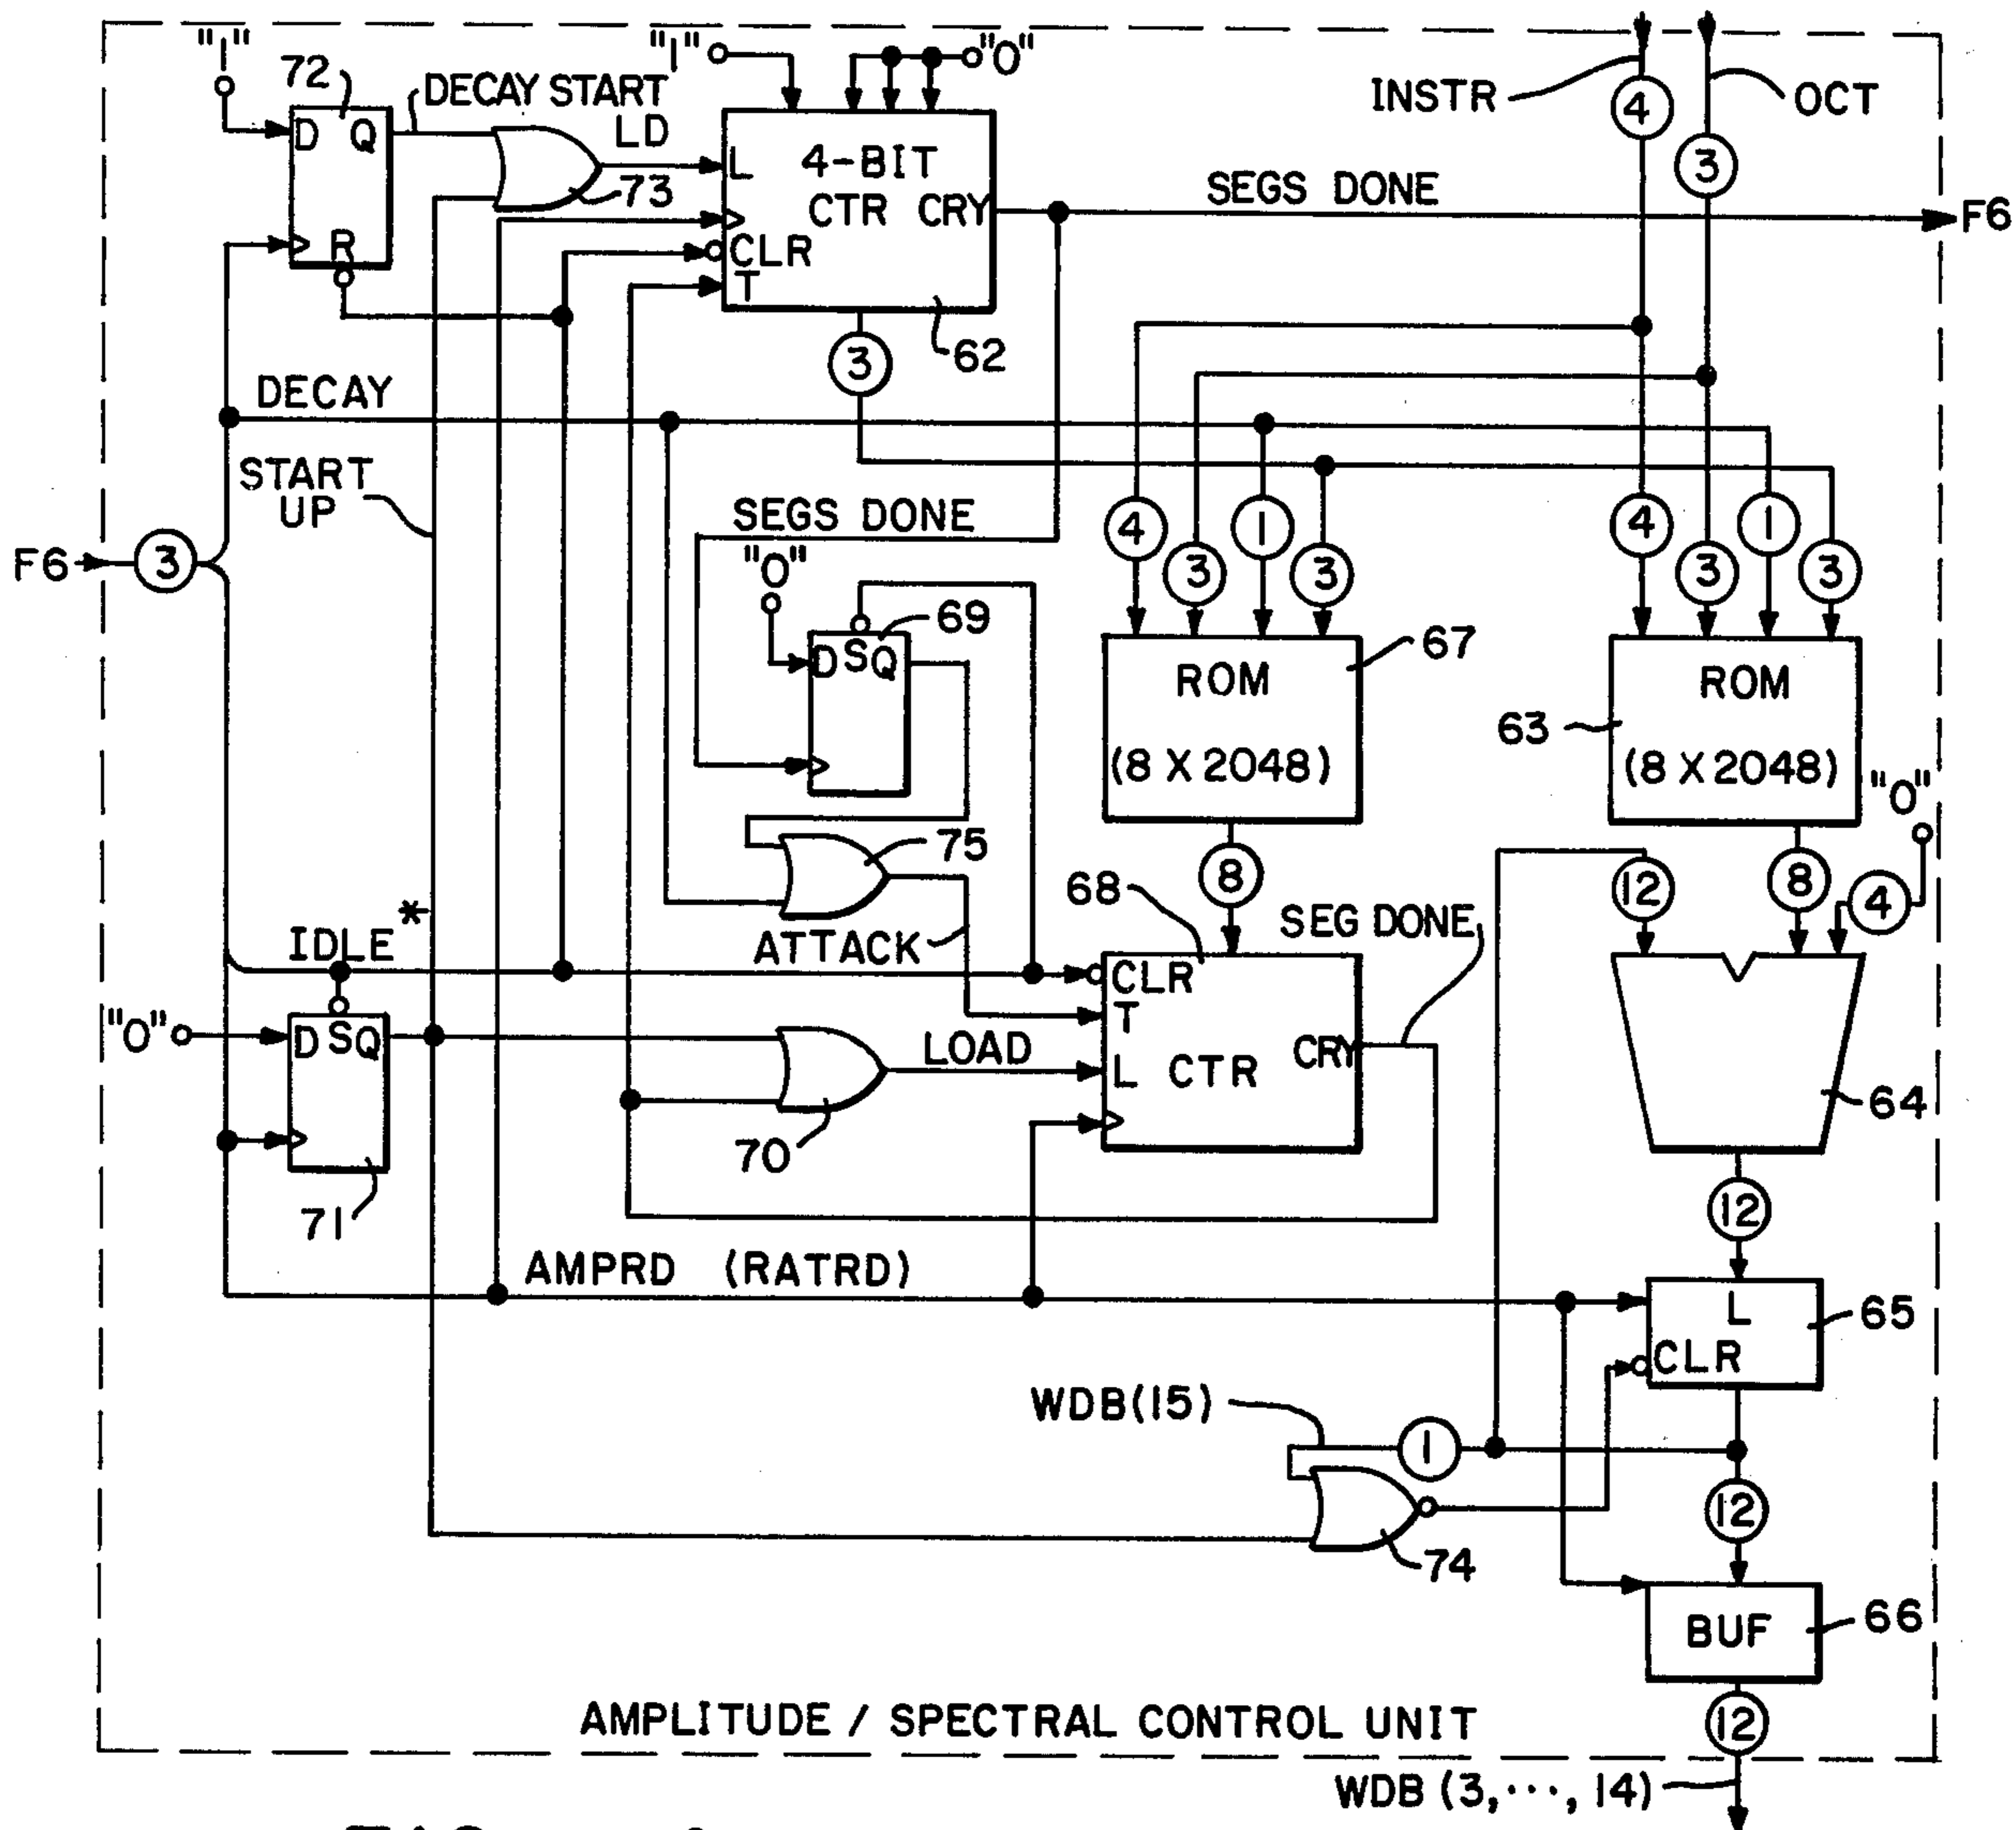 "1"
72
DECAY START
LD
"1"
"0"
D Q
R
73
L 4-BIT
CTR CRY
CLR
T
62
3
INSTR
4
OCT
3
SEGS DONE
F6
DECAY
START
UP
F6
3
SEGS DONE
"0"
69
D S Q
4
3
1
3
4
3
1
3
ROM
(8 X 2048)
67
ROM
(8 X 2048)
63
"0"
75
ATTACK
8
68
SEG DONE
12
8
4
IDLE*
"0"
D S Q
71
LOAD
70
CLR
T
L CTR
CRY
64
12
AMPRD (RATRD)
L
CLR
65
WDB(15)
1
74
12
BUF
66
12
AMPLITUDE / SPECTRAL CONTROL UNIT
WDB (3,···, 14)